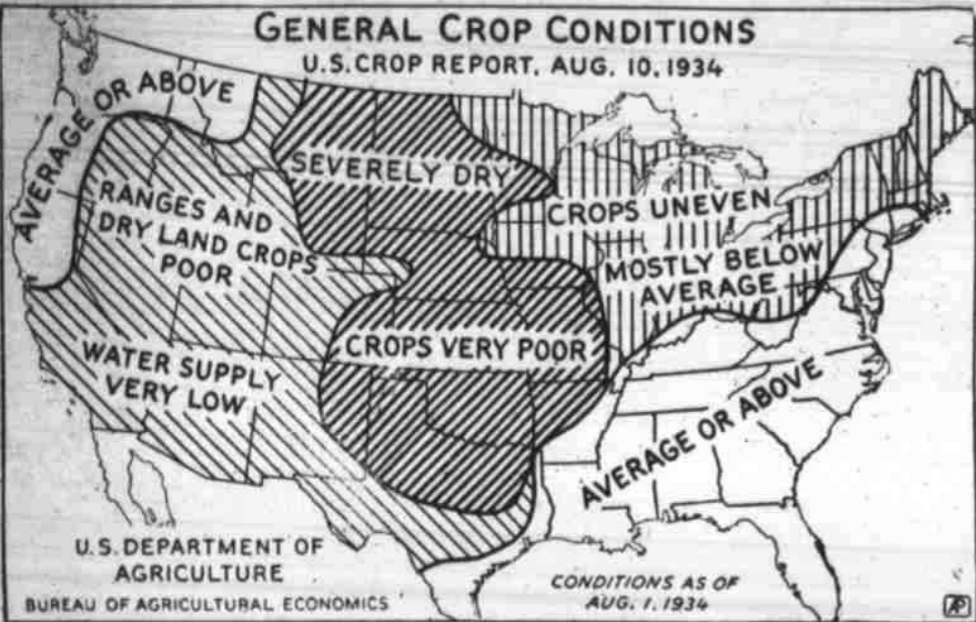 GENERAL CROP CONDITIONS
U.S. CROP REPORT, AUG. 10, 1934
AVERAGE OR ABOVE
SEVERELY DRY
RANGES AND
DRY LAND CROPS
POOR
CROPS UNEVEN
MOSTLY BELOW
AVERAGE
CROPS VERY POOR
WATER SUPPLY
VERY LOW
AVERAGE OR ABOVE
U.S. DEPARTMENT OF
AGRICULTURE
BUREAU OF AGRICULTURAL ECONOMICS
CONDITIONS AS OF
AUG. 1, 1934
AP